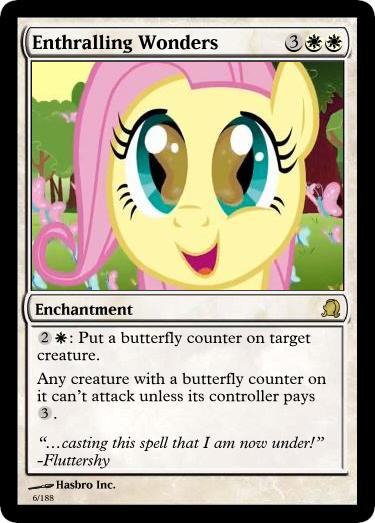 Enthralling Wonders 3
Enchantment
2 : Put a butterfly counter on target
creature.
Any creature with a butterfly counter on
it can't attack unless its controller pays
3 .
“...casting this spell that I am now under!”
-Fluttershy
Hasbro Inc.
6/188